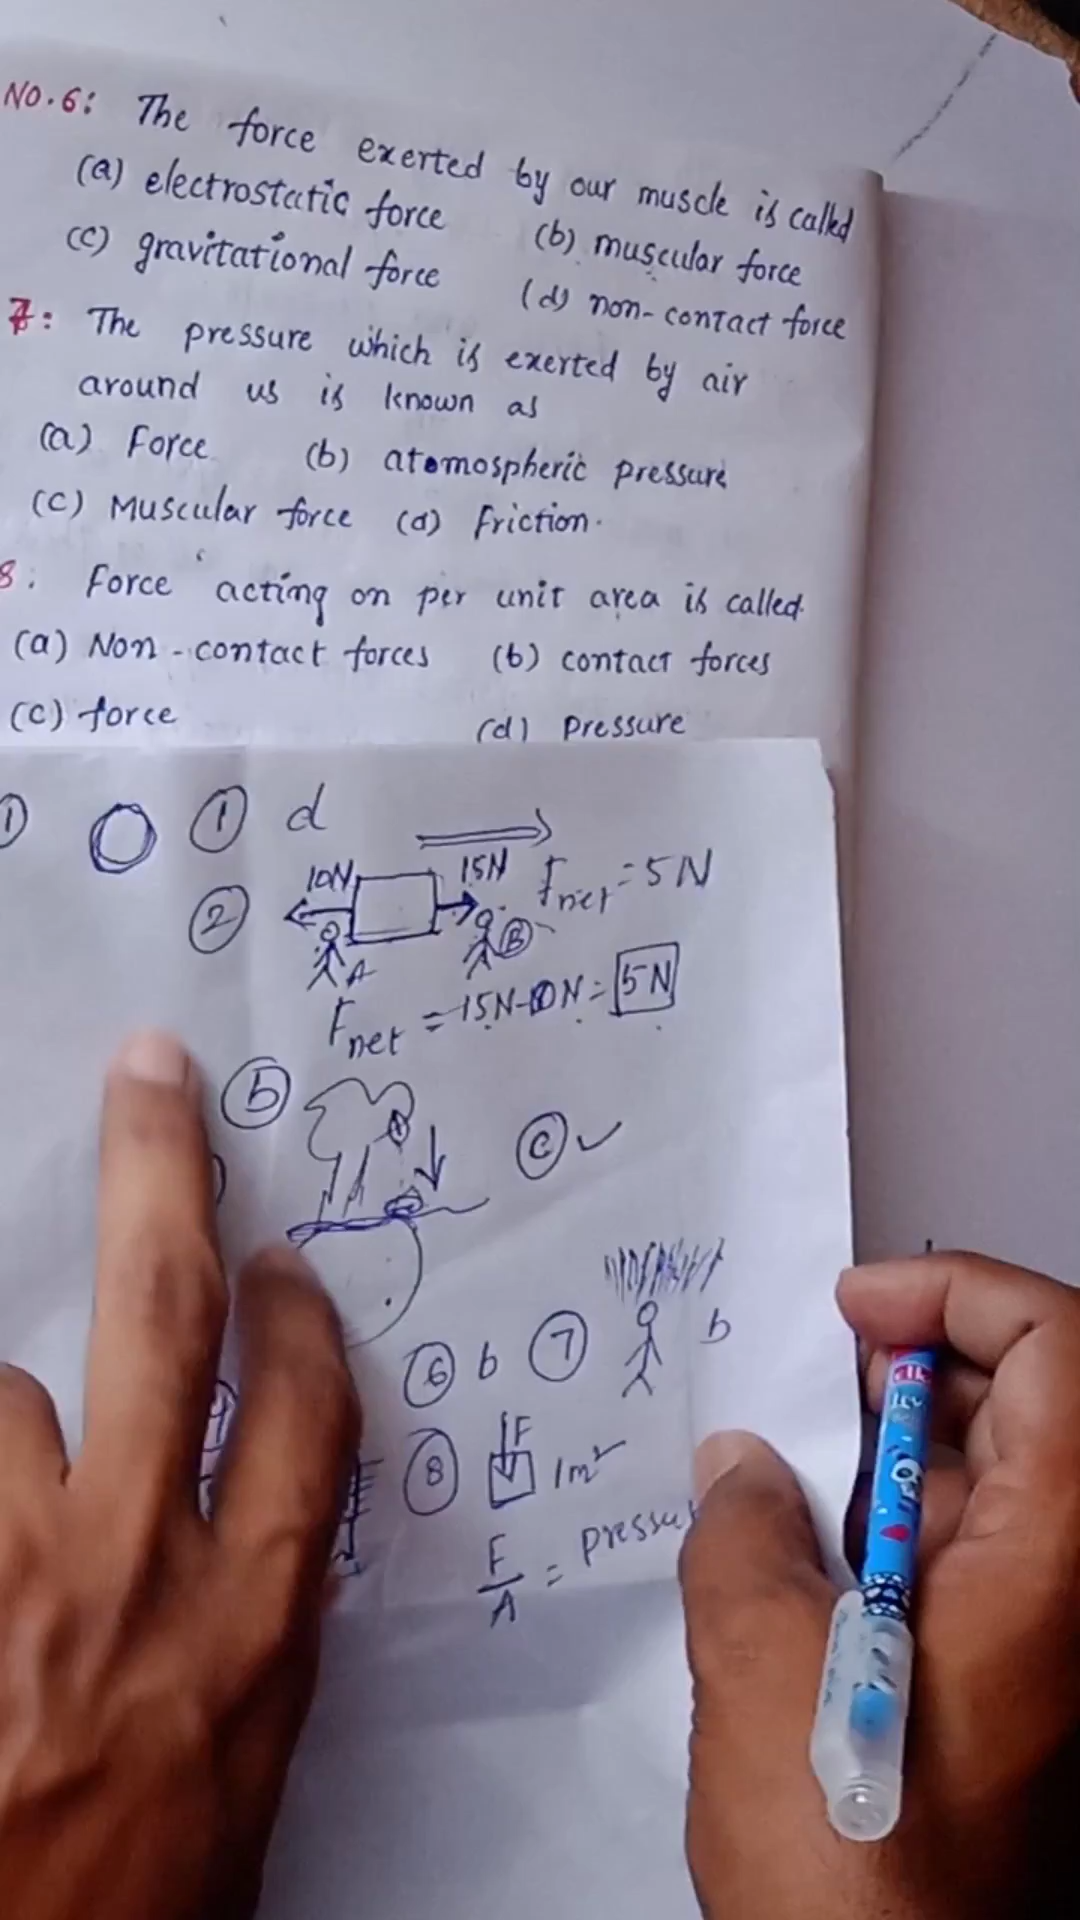 NO.6: The force exerted by our muscle is called
(a) electrostatic force (b) muscular force
(c) gravitational force (d) non-contact force
7: The pressure which is exerted by air
around us is known as
(a) Force (b) atomospheric pressure
(c) Muscular force (d) Friction.
8: Force acting on per unit area is called.
(a) Non-contact forces (b) contact forces
(c) force (d) Pressure
1 1 d
10N 15N Fnet = 5N
2
A B
Fnet = 15N-10N = 5N
5 c
6 b 7 b
8 F 1m²
F/A =